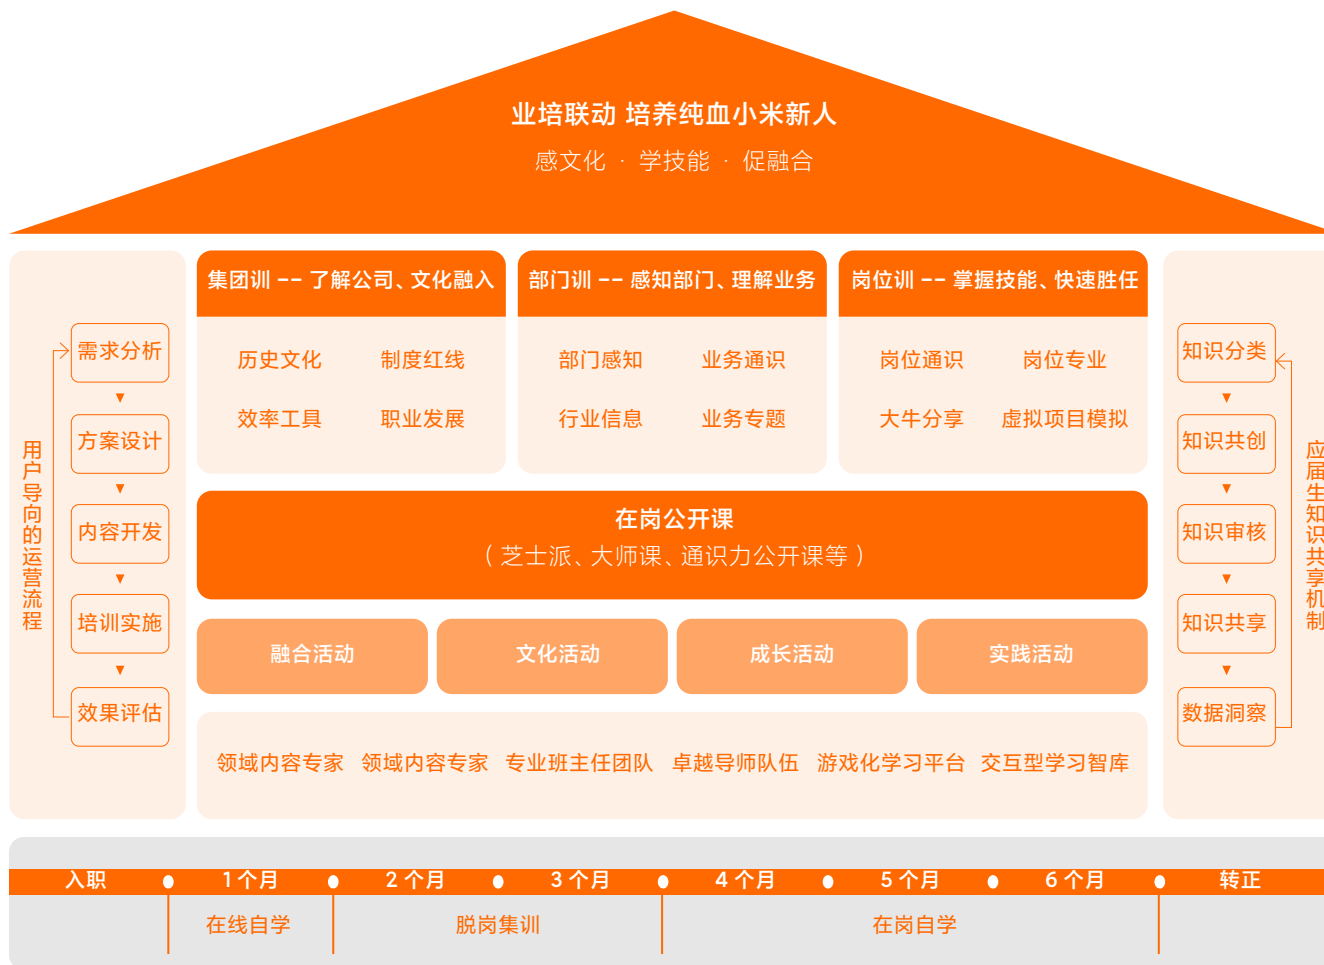 业培联动 培养纯血小米新人
感文化 · 学技能 · 促融合
用户导向的运营流程
需求分析
方案设计
内容开发
培训实施
效果评估
集团训 -- 了解公司、文化融入
历史文化 制度红线
效率工具 职业发展
部门训 -- 感知部门、理解业务
部门感知 业务通识
行业信息 业务专题
岗位训 -- 掌握技能、快速胜任
岗位通识 岗位专业
大牛分享 虚拟项目模拟
在岗公开课
（芝士派、大师课、通识力公开课等）
融合活动 文化活动 成长活动 实践活动
领域内容专家 领域内容专家 专业班主任团队 卓越导师队伍 游戏化学习平台 交互型学习智库
知识分类
知识共创
知识审核
知识共享
数据洞察
应届生知识共享机制
入职 1个月 2个月 3个月 4个月 5个月 6个月 转正
在线自学 脱岗集训 在岗自学